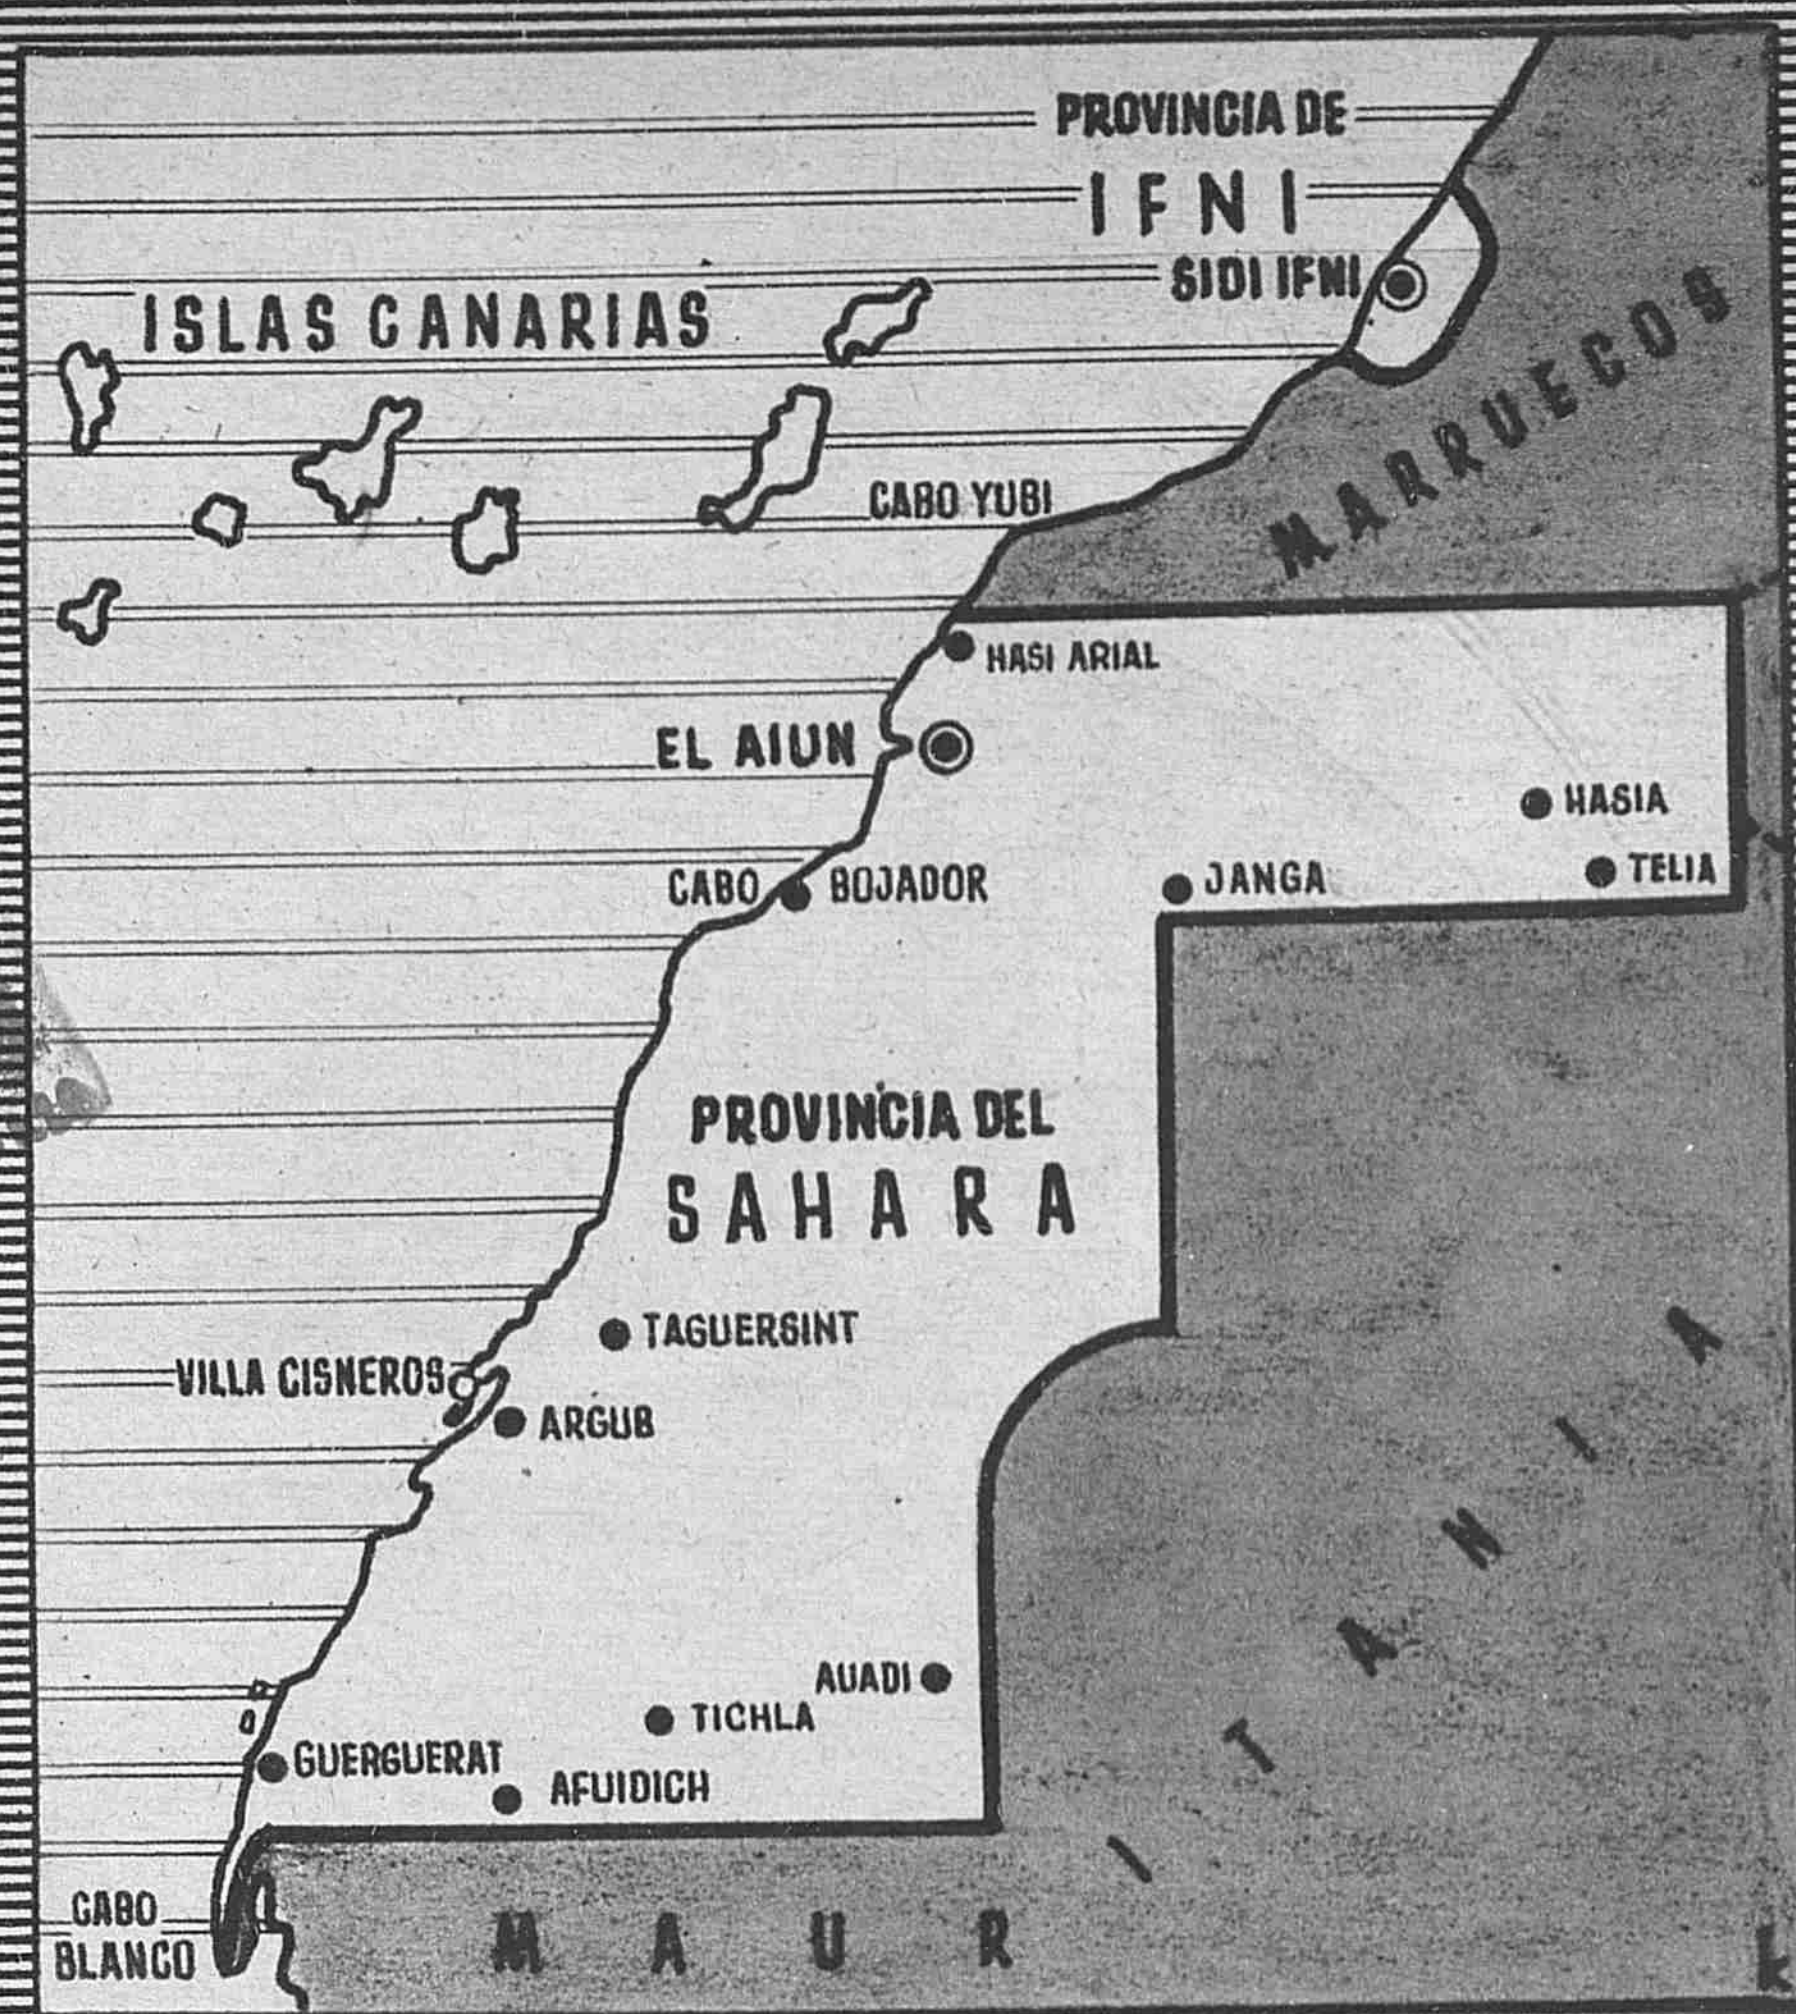 PROVINCIA DE
IFNI
SIDI IFNI
ISLAS CANARIAS
MARRUECOS
CABO YUBI
HASI ARIAL
EL AIUN
HASIA
TELIA
JANGA
CABO BOJADOR
PROVINCIA DEL
SAHARA
TAGUERSINT
VILLA CISNEROS
ARGUB
AUADI
TICHLA
GUERGUERAT
AFUIDICH
CABO
BLANCO
MAURITANIA